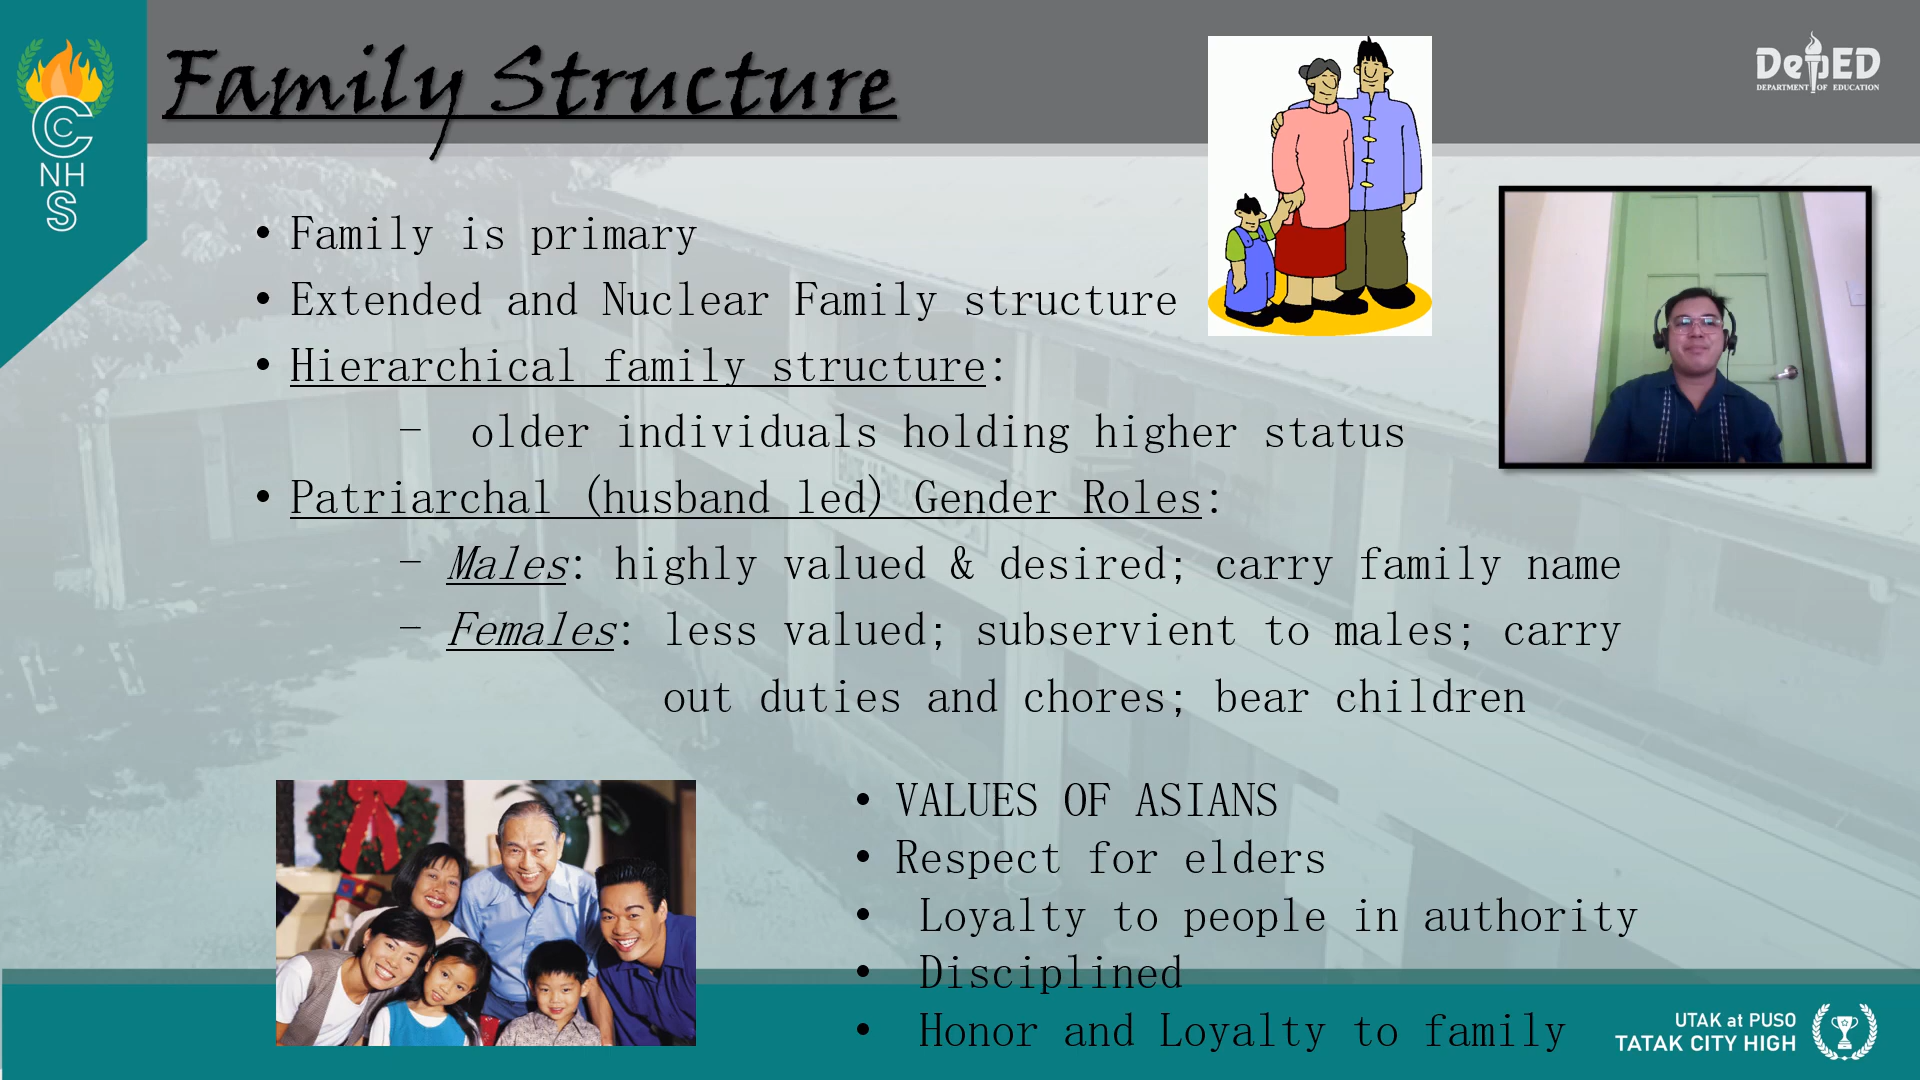 Family Structure
DepED
DEPARTMENT OF EDUCATION
CC
NH
S
• Family is primary
• Extended and Nuclear Family structure
• Hierarchical family structure:
– older individuals holding higher status
• Patriarchal (husband led) Gender Roles:
– Males: highly valued & desired; carry family name
– Females: less valued; subservient to males; carry
out duties and chores; bear children
• VALUES OF ASIANS
• Respect for elders
• Loyalty to people in authority
• Disciplined
• Honor and Loyalty to family
UTAK at PUSO
TATAK CITY HIGH